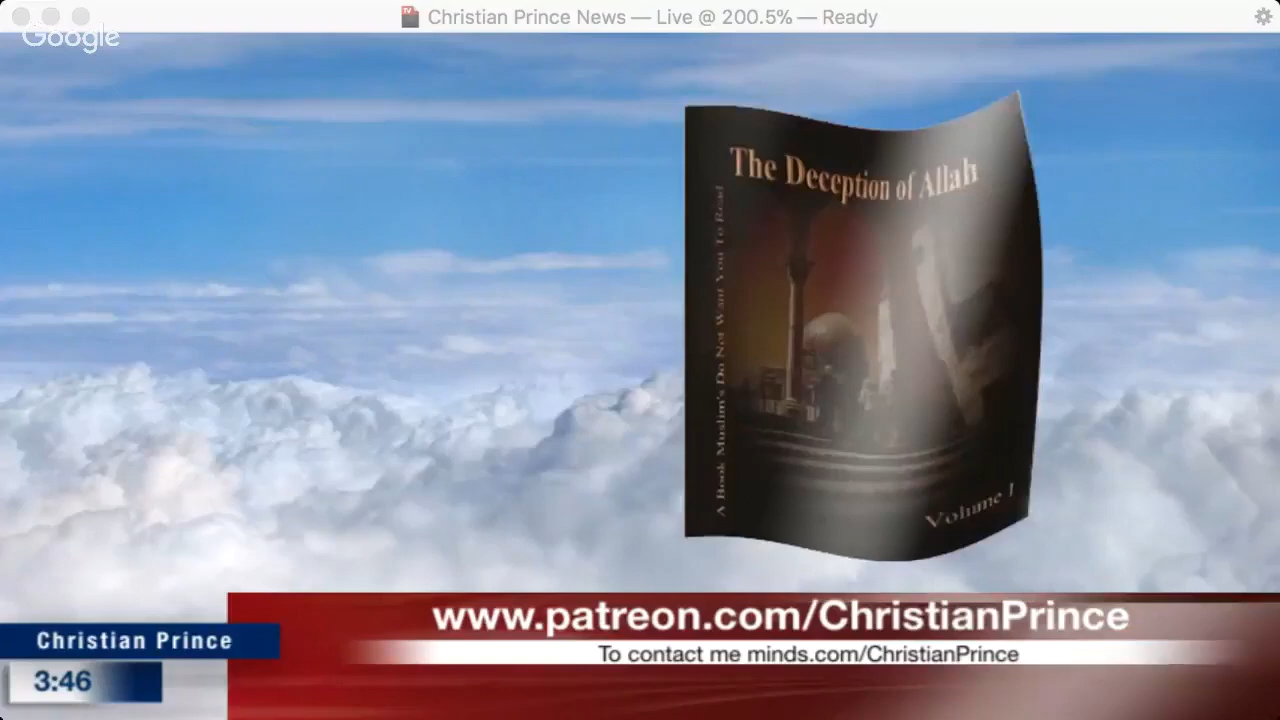 Christian Prince News — Live @ 200.5% — Ready
Google
The Deception of Allah
A Book Muslim's Do Not Want You To Read
Volume 1
www.patreon.com/ChristianPrince
To contact me minds.com/ChristianPrince
Christian Prince
3:46